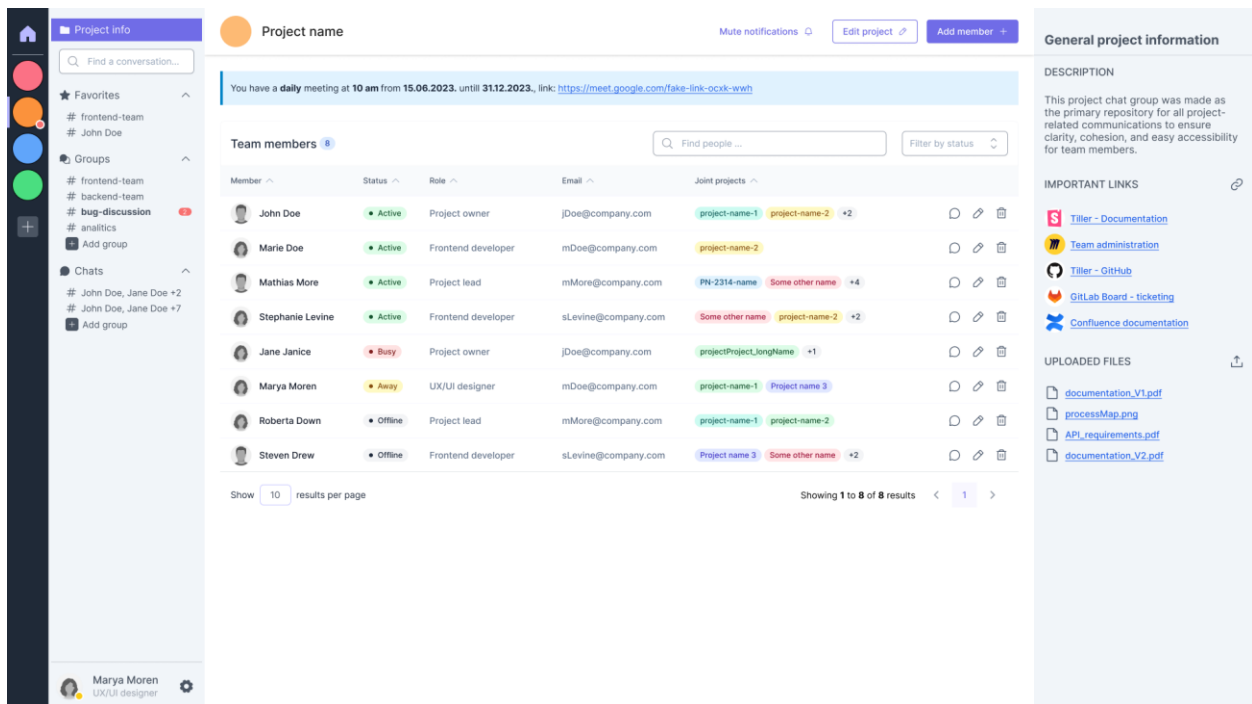 Project info
Find a conversation...
Favorites
# frontend-team
# John Doe
Groups
# frontend-team
# backend-team
# bug-discussion 2
# analitics
+ Add group
Chats
# John Doe, Jane Doe +2
# John Doe, Jane Doe +7
+ Add group
Marya Moren
UX/UI designer
Project name
Mute notifications
Edit project
Add member +
You have a daily meeting at 10 am from 15.06.2023. untill 31.12.2023., link: https://meet.google.com/fake-link-ocxk-wwh
Team members 8
Find people ...
Filter by status
Member Status Role Email Joint projects
John Doe Active Project owner jDoe@company.com project-name-1 project-name-2 +2
Marie Doe Active Frontend developer mDoe@company.com project-name-2
Mathias More Active Project lead mMore@company.com PN-2314-name Some other name +4
Stephanie Levine Active Frontend developer sLevine@company.com Some other name project-name-2 +2
Jane Janice Busy Project owner jDoe@company.com projectProject_longName +1
Marya Moren Away UX/UI designer mDoe@company.com project-name-1 Project name 3
Roberta Down Offline Project lead mMore@company.com project-name-1 project-name-2
Steven Drew Offline Frontend developer sLevine@company.com Project name 3 Some other name +2
Show 10 results per page
Showing 1 to 8 of 8 results < 1 >
General project information
DESCRIPTION
This project chat group was made as
the primary repository for all project-
related communications to ensure
clarity, cohesion, and easy accessibility
for team members.
IMPORTANT LINKS
Tiller - Documentation
Team administration
Tiller - GitHub
GitLab Board - ticketing
Confluence documentation
UPLOADED FILES
documentation_V1.pdf
processMap.png
API_requirements.pdf
documentation_V2.pdf